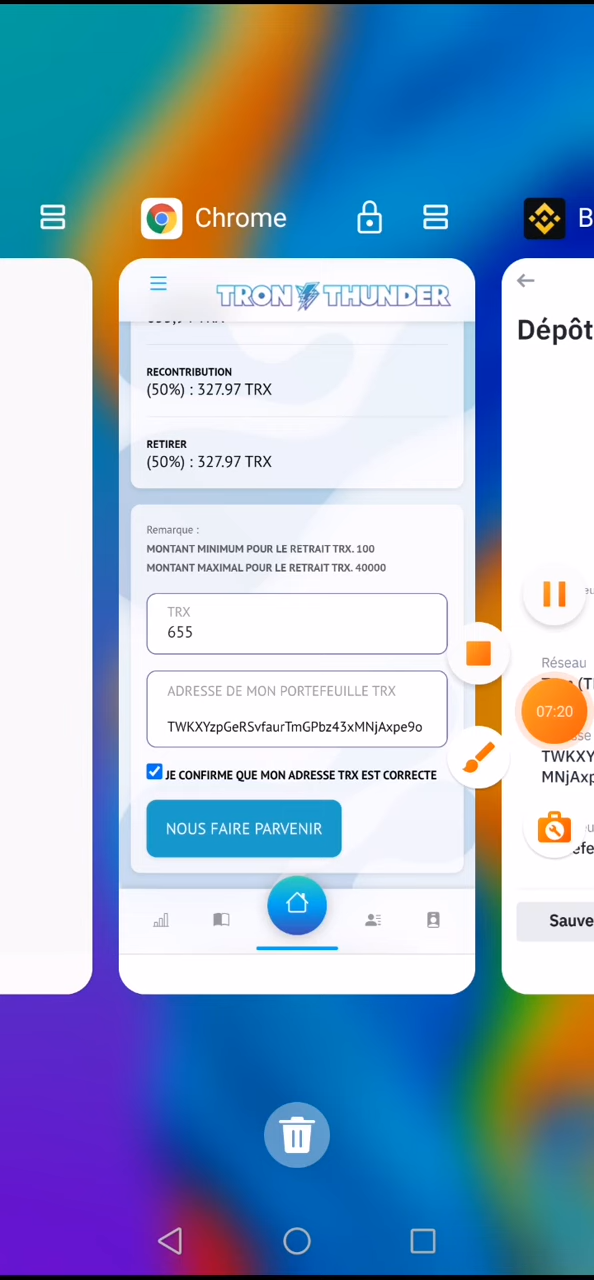 Chrome
B
TRON THUNDER
RECONTRIBUTION
(50%) : 327.97 TRX
RETIRER
(50%) : 327.97 TRX
Remarque :
MONTANT MINIMUM POUR LE RETRAIT TRX. 100
MONTANT MAXIMAL POUR LE RETRAIT TRX. 40000
TRX
655
ADRESSE DE MON PORTEFEUILLE TRX
TWKXYzpGeRSvfaurTmGPbz43xMNjAxpe9o
JE CONFIRME QUE MON ADRESSE TRX EST CORRECTE
NOUS FAIRE PARVENIR
Dépôt
Réseau
07:20
TWKXY
MNjAxp
Sauve